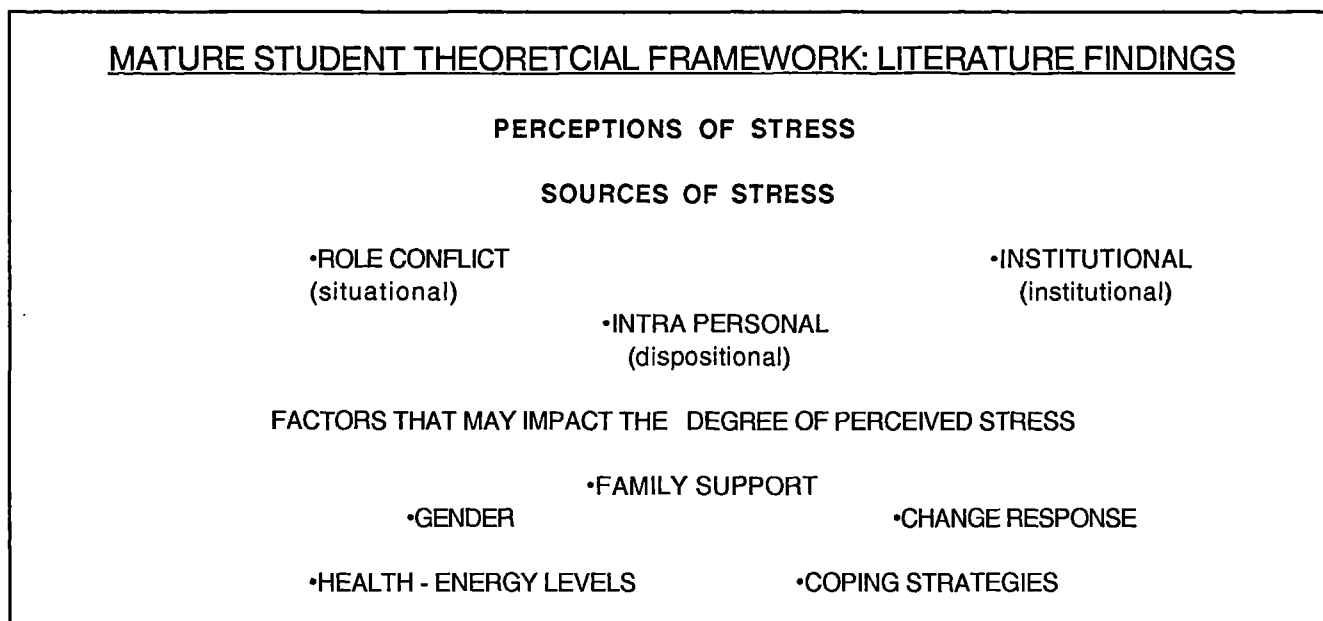 MATURE STUDENT THEORETCIAL FRAMEWORK: LITERATURE FINDINGS
PERCEPTIONS OF STRESS
SOURCES OF STRESS
•ROLE CONFLICT •INSTITUTIONAL
(situational) (institutional)
•INTRA PERSONAL
(dispositional)
FACTORS THAT MAY IMPACT THE DEGREE OF PERCEIVED STRESS
•FAMILY SUPPORT
•GENDER •CHANGE RESPONSE
•HEALTH - ENERGY LEVELS •COPING STRATEGIES